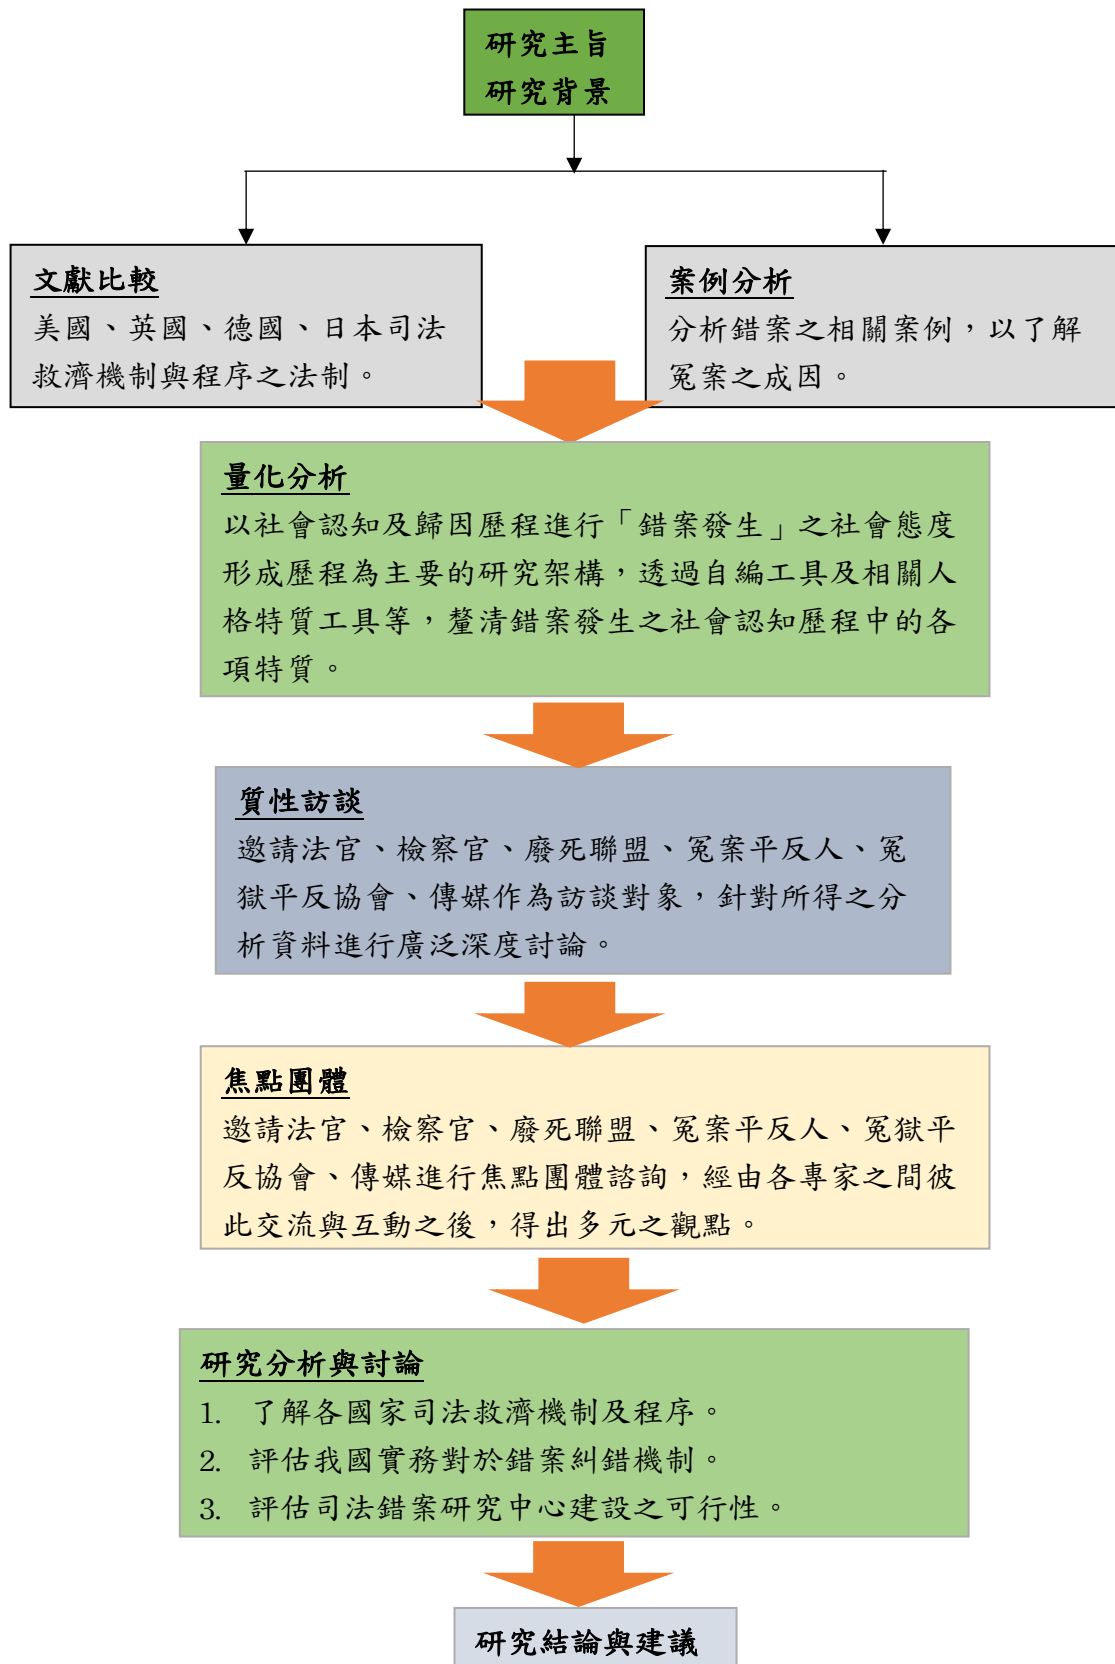 研究主旨
研究背景
文獻比較
美國、英國、德國、日本司法
救濟機制與程序之法制。
案例分析
分析錯案之相關案例，以了解
冤案之成因。
量化分析
以社會認知及歸因歷程進行「錯案發生」之社會態度
形成歷程為主要的研究架構，透過自編工具及相關人
格特質工具等，釐清錯案發生之社會認知歷程中的各
項特質。
質性訪談
邀請法官、檢察官、廢死聯盟、冤案平反人、冤
獄平反協會、傳媒作為訪談對象，針對所得之分
析資料進行廣泛深度討論。
焦點團體
邀請法官、檢察官、廢死聯盟、冤案平反人、冤獄平
反協會、傳媒進行焦點團體諮詢，經由各專家之間彼
此交流與互動之後，得出多元之觀點。
研究分析與討論
1. 了解各國家司法救濟機制及程序。
2. 評估我國實務對於錯案糾錯機制。
3. 評估司法錯案研究中心建設之可行性。
研究結論與建議